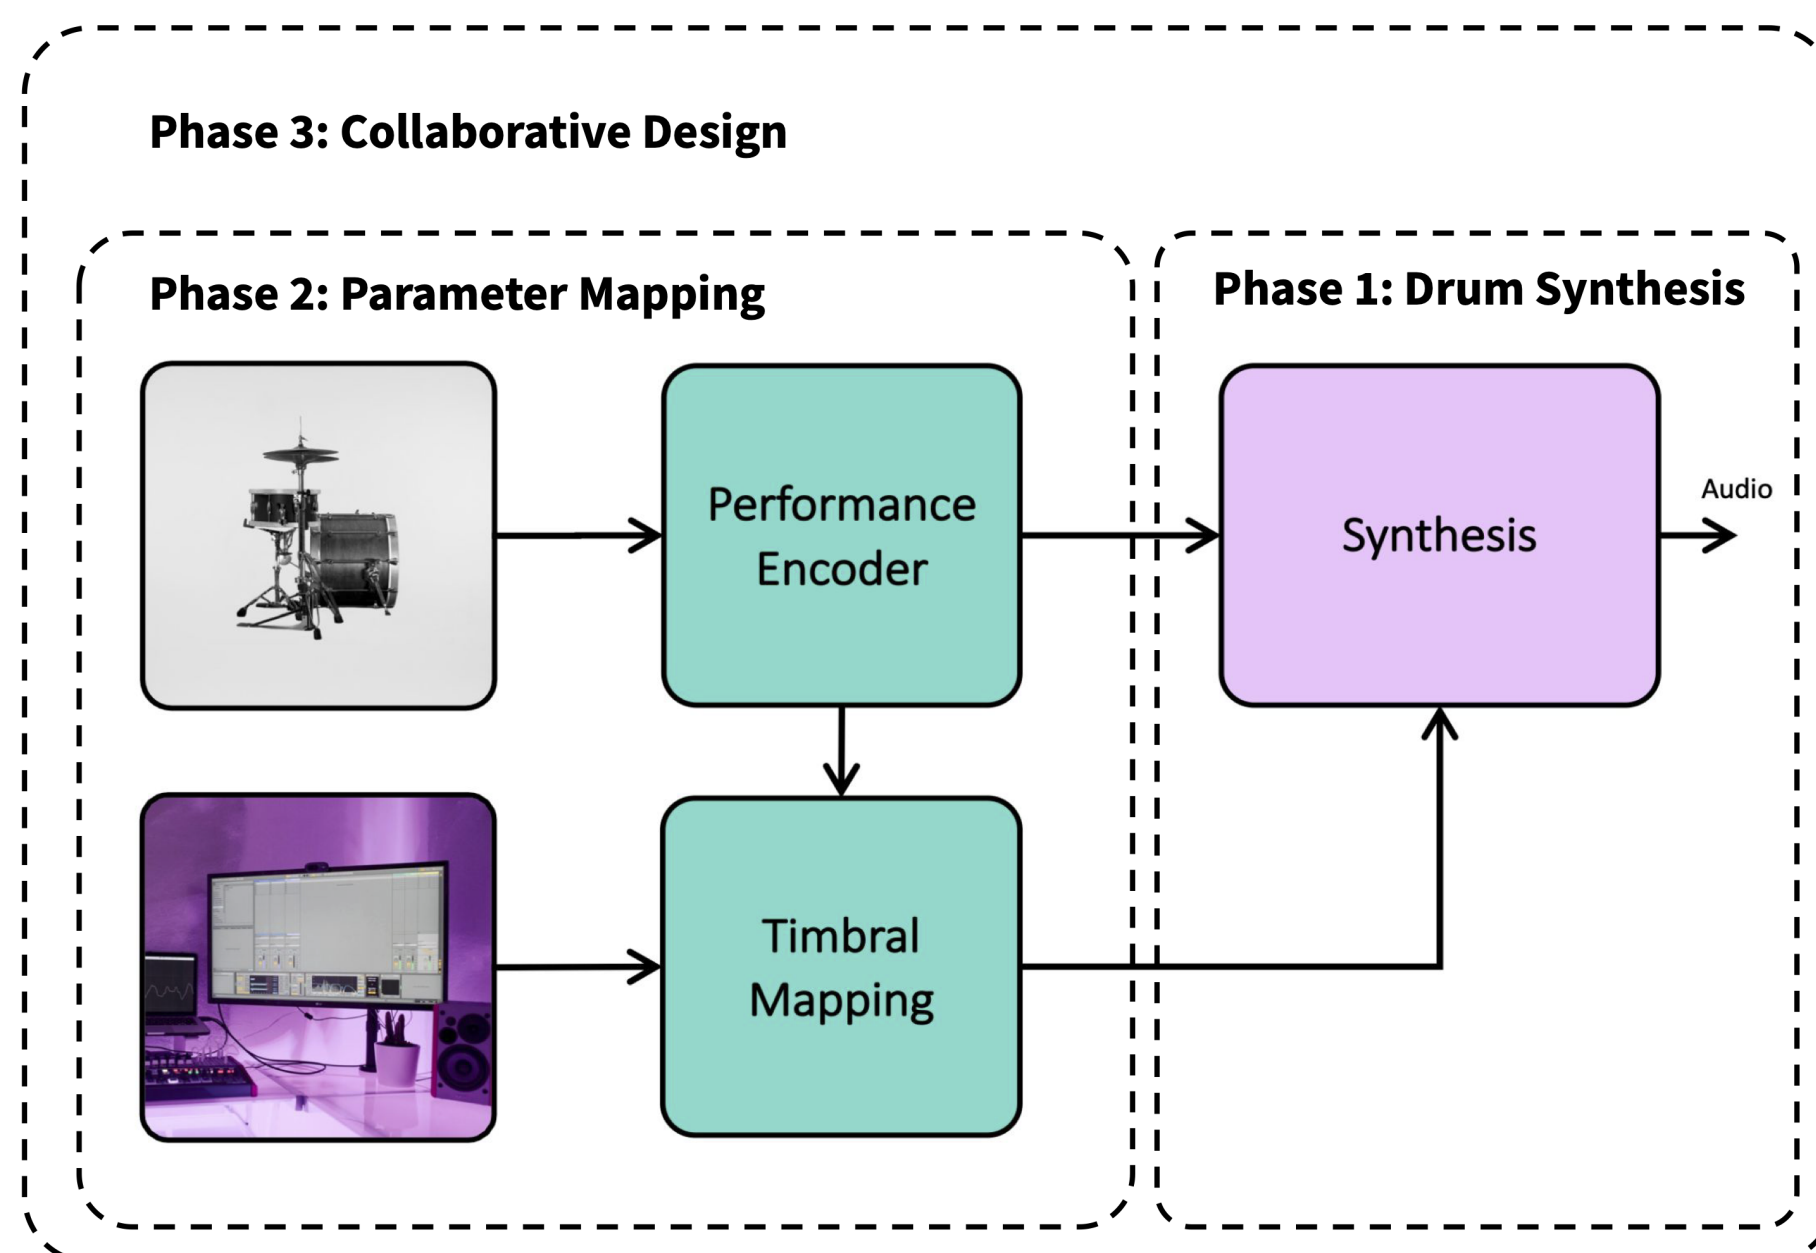 Phase 3: Collaborative Design
Phase 2: Parameter Mapping
Phase 1: Drum Synthesis
Performance
Encoder
Synthesis
Audio
Timbral
Mapping